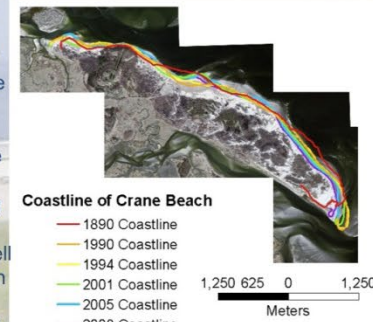 e
e
ell
n
Coastline of Crane Beach
1890 Coastline
1990 Coastline
1994 Coastline
2001 Coastline
2005 Coastline
1,250 625 0 1,250
Meters